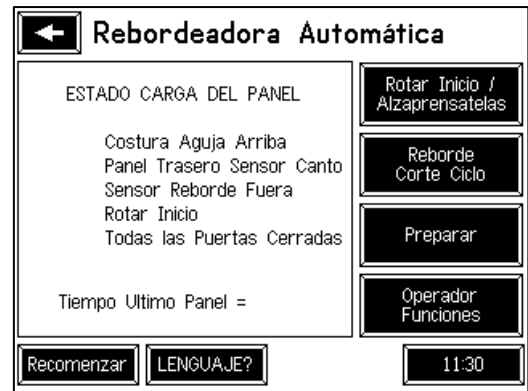 Rebordeadora Automática
ESTADO CARGA DEL PANEL
Costura Aguja Arriba
Panel Trasero Sensor Canto
Sensor Reborde Fuera
Rotar Inicio
Todas las Puertas Cerradas
Tiempo Ultimo Panel =
Rotar Inicio /
Alzaprensatelas
Reborde
Corte Ciclo
Preparar
Operador
Funciones
Recomenzar
LENGUAJE?
11:30